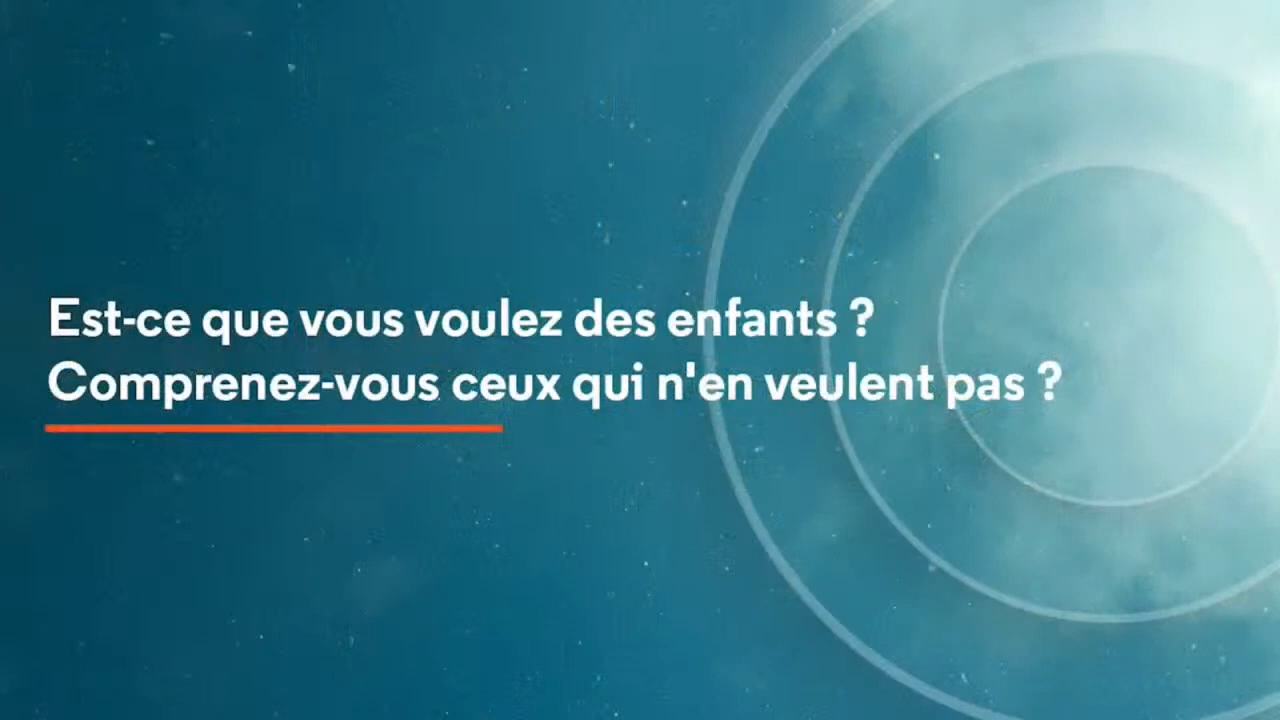 Est-ce que vous voulez des enfants ?
Comprenez-vous ceux qui n'en veulent pas ?